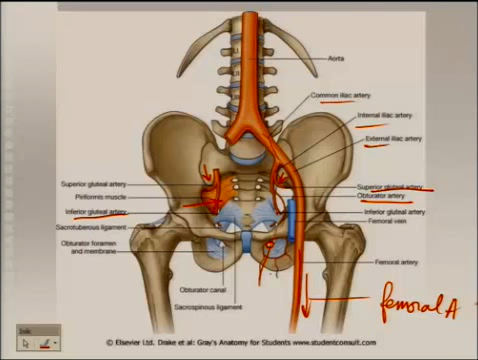 Aorta
Common iliac artery
Internal iliac artery
External iliac artery
Superior gluteal artery
Superior gluteal artery
Piriformis muscle
Obturator artery
Inferior gluteal artery
Inferior gluteal artery
Femoral vein
Sacrotuberous ligament
Obturator foramen
and membrane
Femoral artery
Obturator canal
Sacrospinous ligament
femoral A
© Elsevier Ltd. Drake et al: Gray's Anatomy for Students www.studentconsult.com